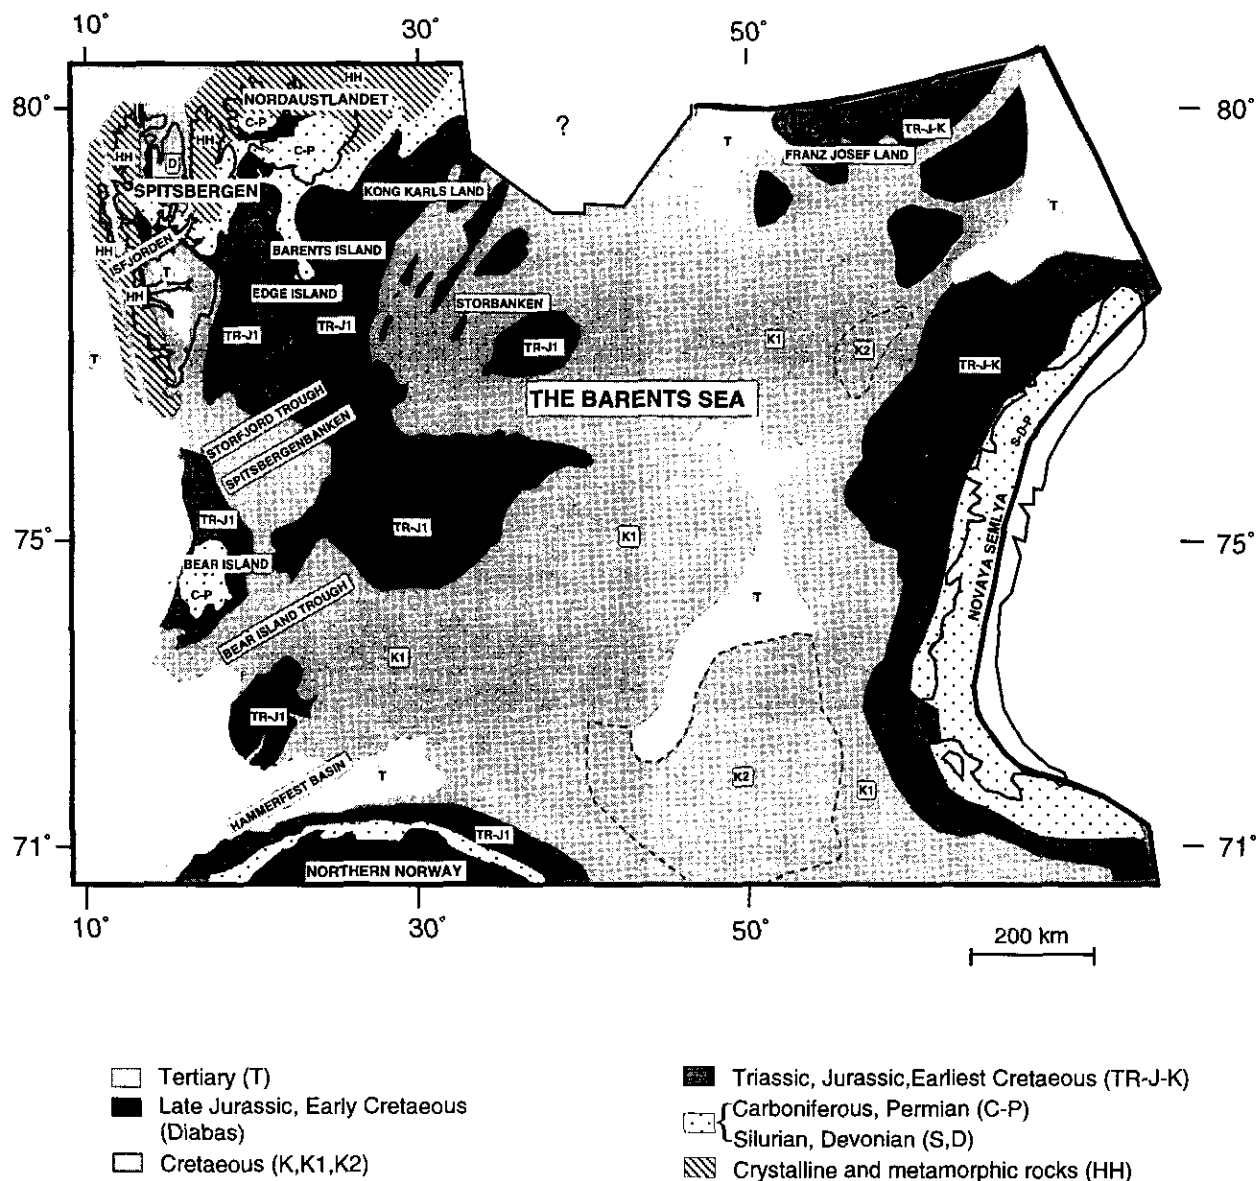 10° 30° 50°
80° 80°
?
HH
NORDAUSTLANDET
C-P
HH
C-P
HH
D
SPITSBERGEN
KONG KARLS LAND
T
TR-J-K
FRANZ JOSEF LAND
T
HH
ISFJORDEN
T
BARENTS ISLAND
HH
EDGE ISLAND
STORBANKEN
TR-J1
TR-J1
TR-J1
K1
K2
T
TR-J-K
THE BARENTS SEA
STORFJORD TROUGH
SPITSBERGENBANKEN
S-D-P
TR-J1
TR-J1
K1
75° 75°
BEAR ISLAND
C-P
T
NOVAYA SEMLYA
BEAR ISLAND TROUGH
K1
TR-J1
HAMMERFEST BASIN
T
K2
K1
TR-J1
71° 71°
NORTHERN NORWAY
10° 30° 50°
200 km
Tertiary (T)
Late Jurassic, Early Cretaeous
(Diabas)
Cretaeous (K,K1,K2)
Triassic, Jurassic,Earliest Cretaeous (TR-J-K)
Carboniferous, Permian (C-P)
Silurian, Devonian (S,D)
Crystalline and metamorphic rocks (HH)